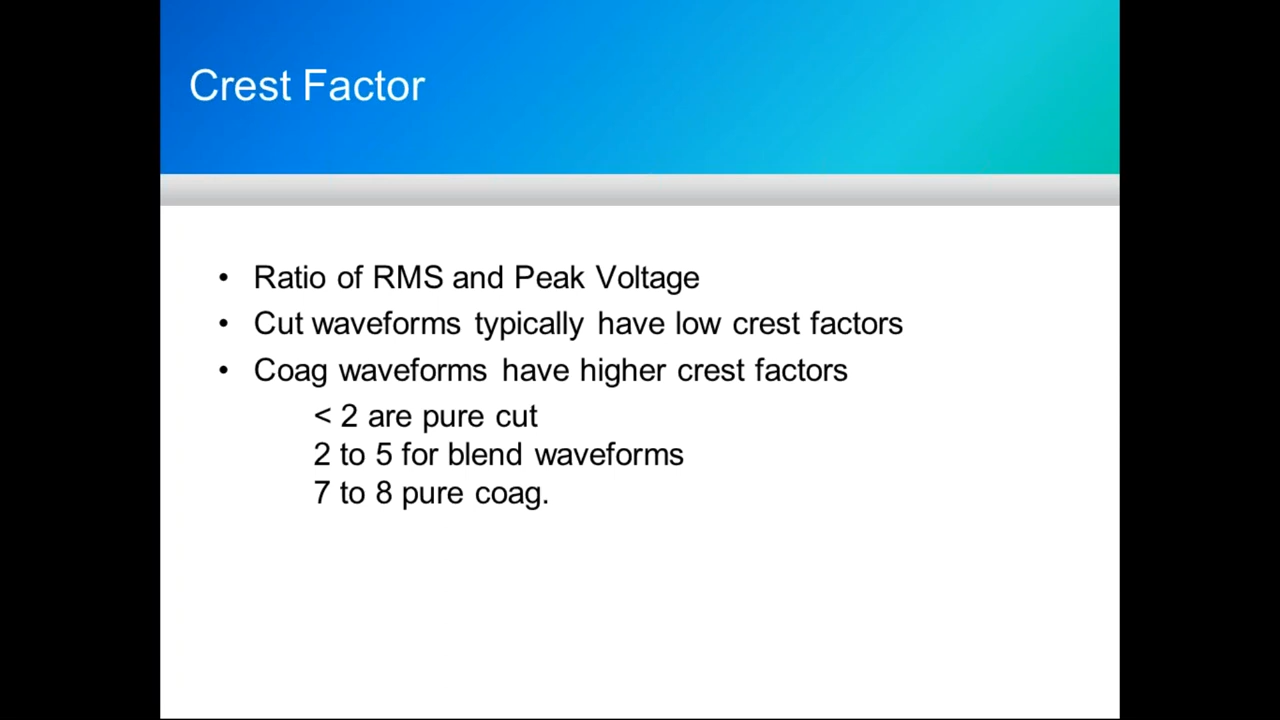 Crest Factor
• Ratio of RMS and Peak Voltage
• Cut waveforms typically have low crest factors
• Coag waveforms have higher crest factors
< 2 are pure cut
2 to 5 for blend waveforms
7 to 8 pure coag.